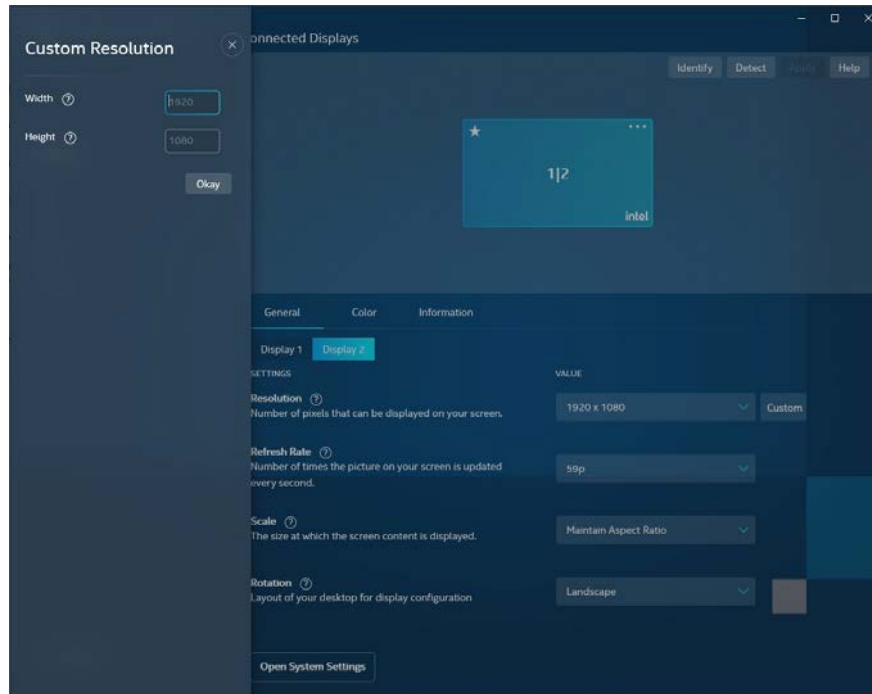 Custom Resolution
Width
1920
Height
1080
Okay
onnected Displays
Identify Detect Apply Help
1|2
intel
General Color Information
Display 1 Display 2
SETTINGS VALUE
Resolution
Number of pixels that can be displayed on your screen.
1920 x 1080 Custom
Refresh Rate
Number of times the picture on your screen is updated
every second.
59p
Scale
The size at which the screen content is displayed.
Maintain Aspect Ratio
Rotation
Layout of your desktop for display configuration
Landscape
Open System Settings